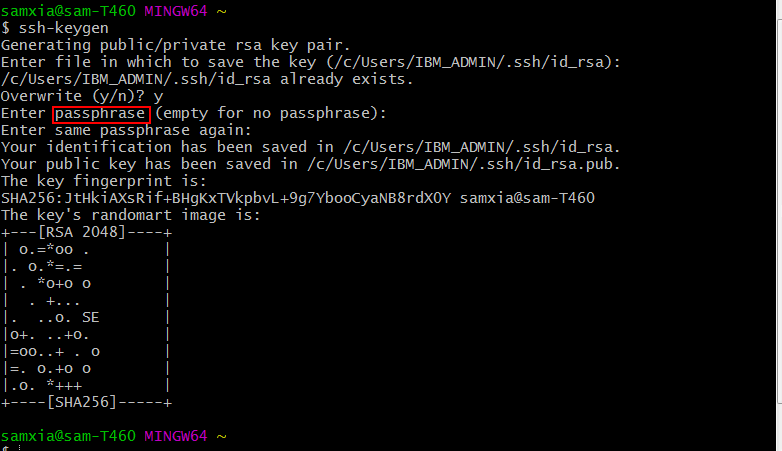 samxia@sam-T460 MINGW64 ~
$ ssh-keygen
Generating public/private rsa key pair.
Enter file in which to save the key (/c/Users/IBM_ADMIN/.ssh/id_rsa):
/c/Users/IBM_ADMIN/.ssh/id_rsa already exists.
Overwrite (y/n)? y
Enter passphrase (empty for no passphrase):
Enter same passphrase again:
Your identification has been saved in /c/Users/IBM_ADMIN/.ssh/id_rsa.
Your public key has been saved in /c/Users/IBM_ADMIN/.ssh/id_rsa.pub.
The key fingerprint is:
SHA256:JtHkiAXsRif+BHgKxTVkpbvL+9g7YbooCyaNB8rdXOY samxia@sam-T460
The key's randomart image is:
+---[RSA 2048]----+
| o.=*oo .        |
|. o.*=.=         |
| . *o+o o        |
|  . +...         |
|.  ..o. SE       |
|o+. ..+o.        |
|=oo..+ . o       |
|=. o.+o o        |
|.o. *+++         |
+----[SHA256]-----+
samxia@sam-T460 MINGW64 ~
$